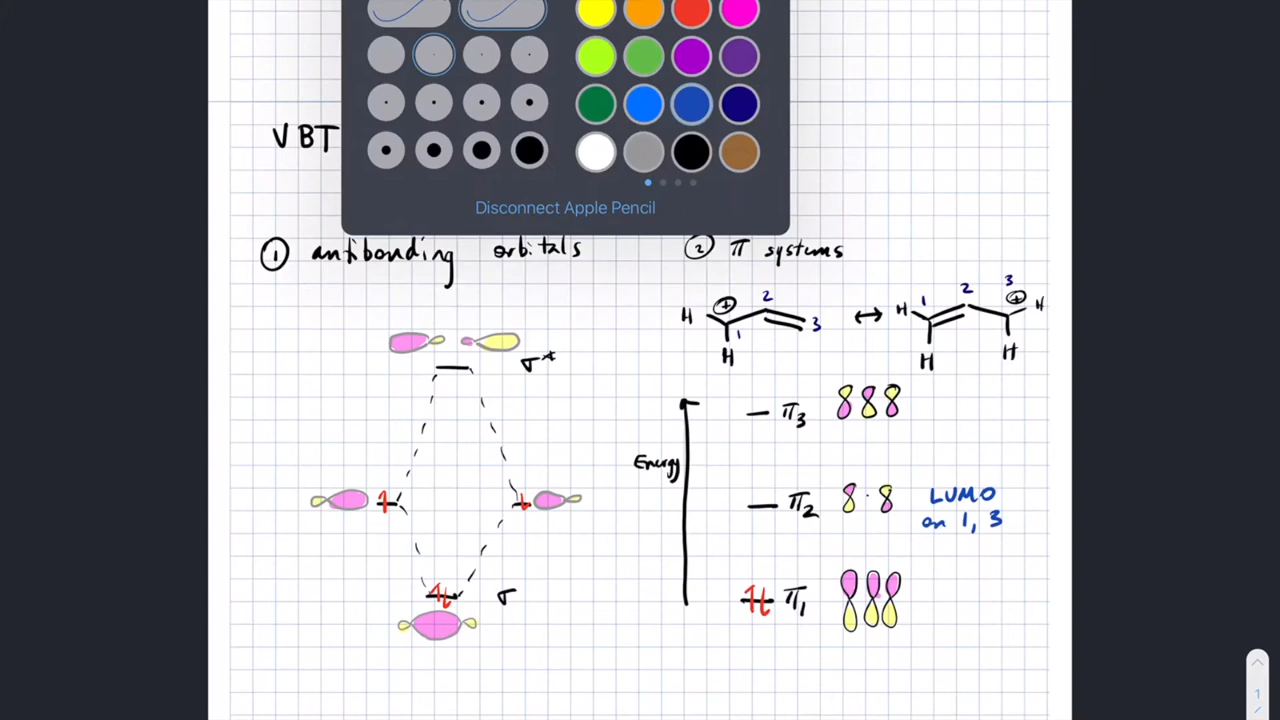 VBT
Disconnect Apple Pencil
① antibonding orbitals
② π systems
H ⊕ 1 2 3 H ↔ H 1 2 3 ⊕ H H H
σ*
π3
Energy
π2
LUMO
on 1, 3
σ
π1
1